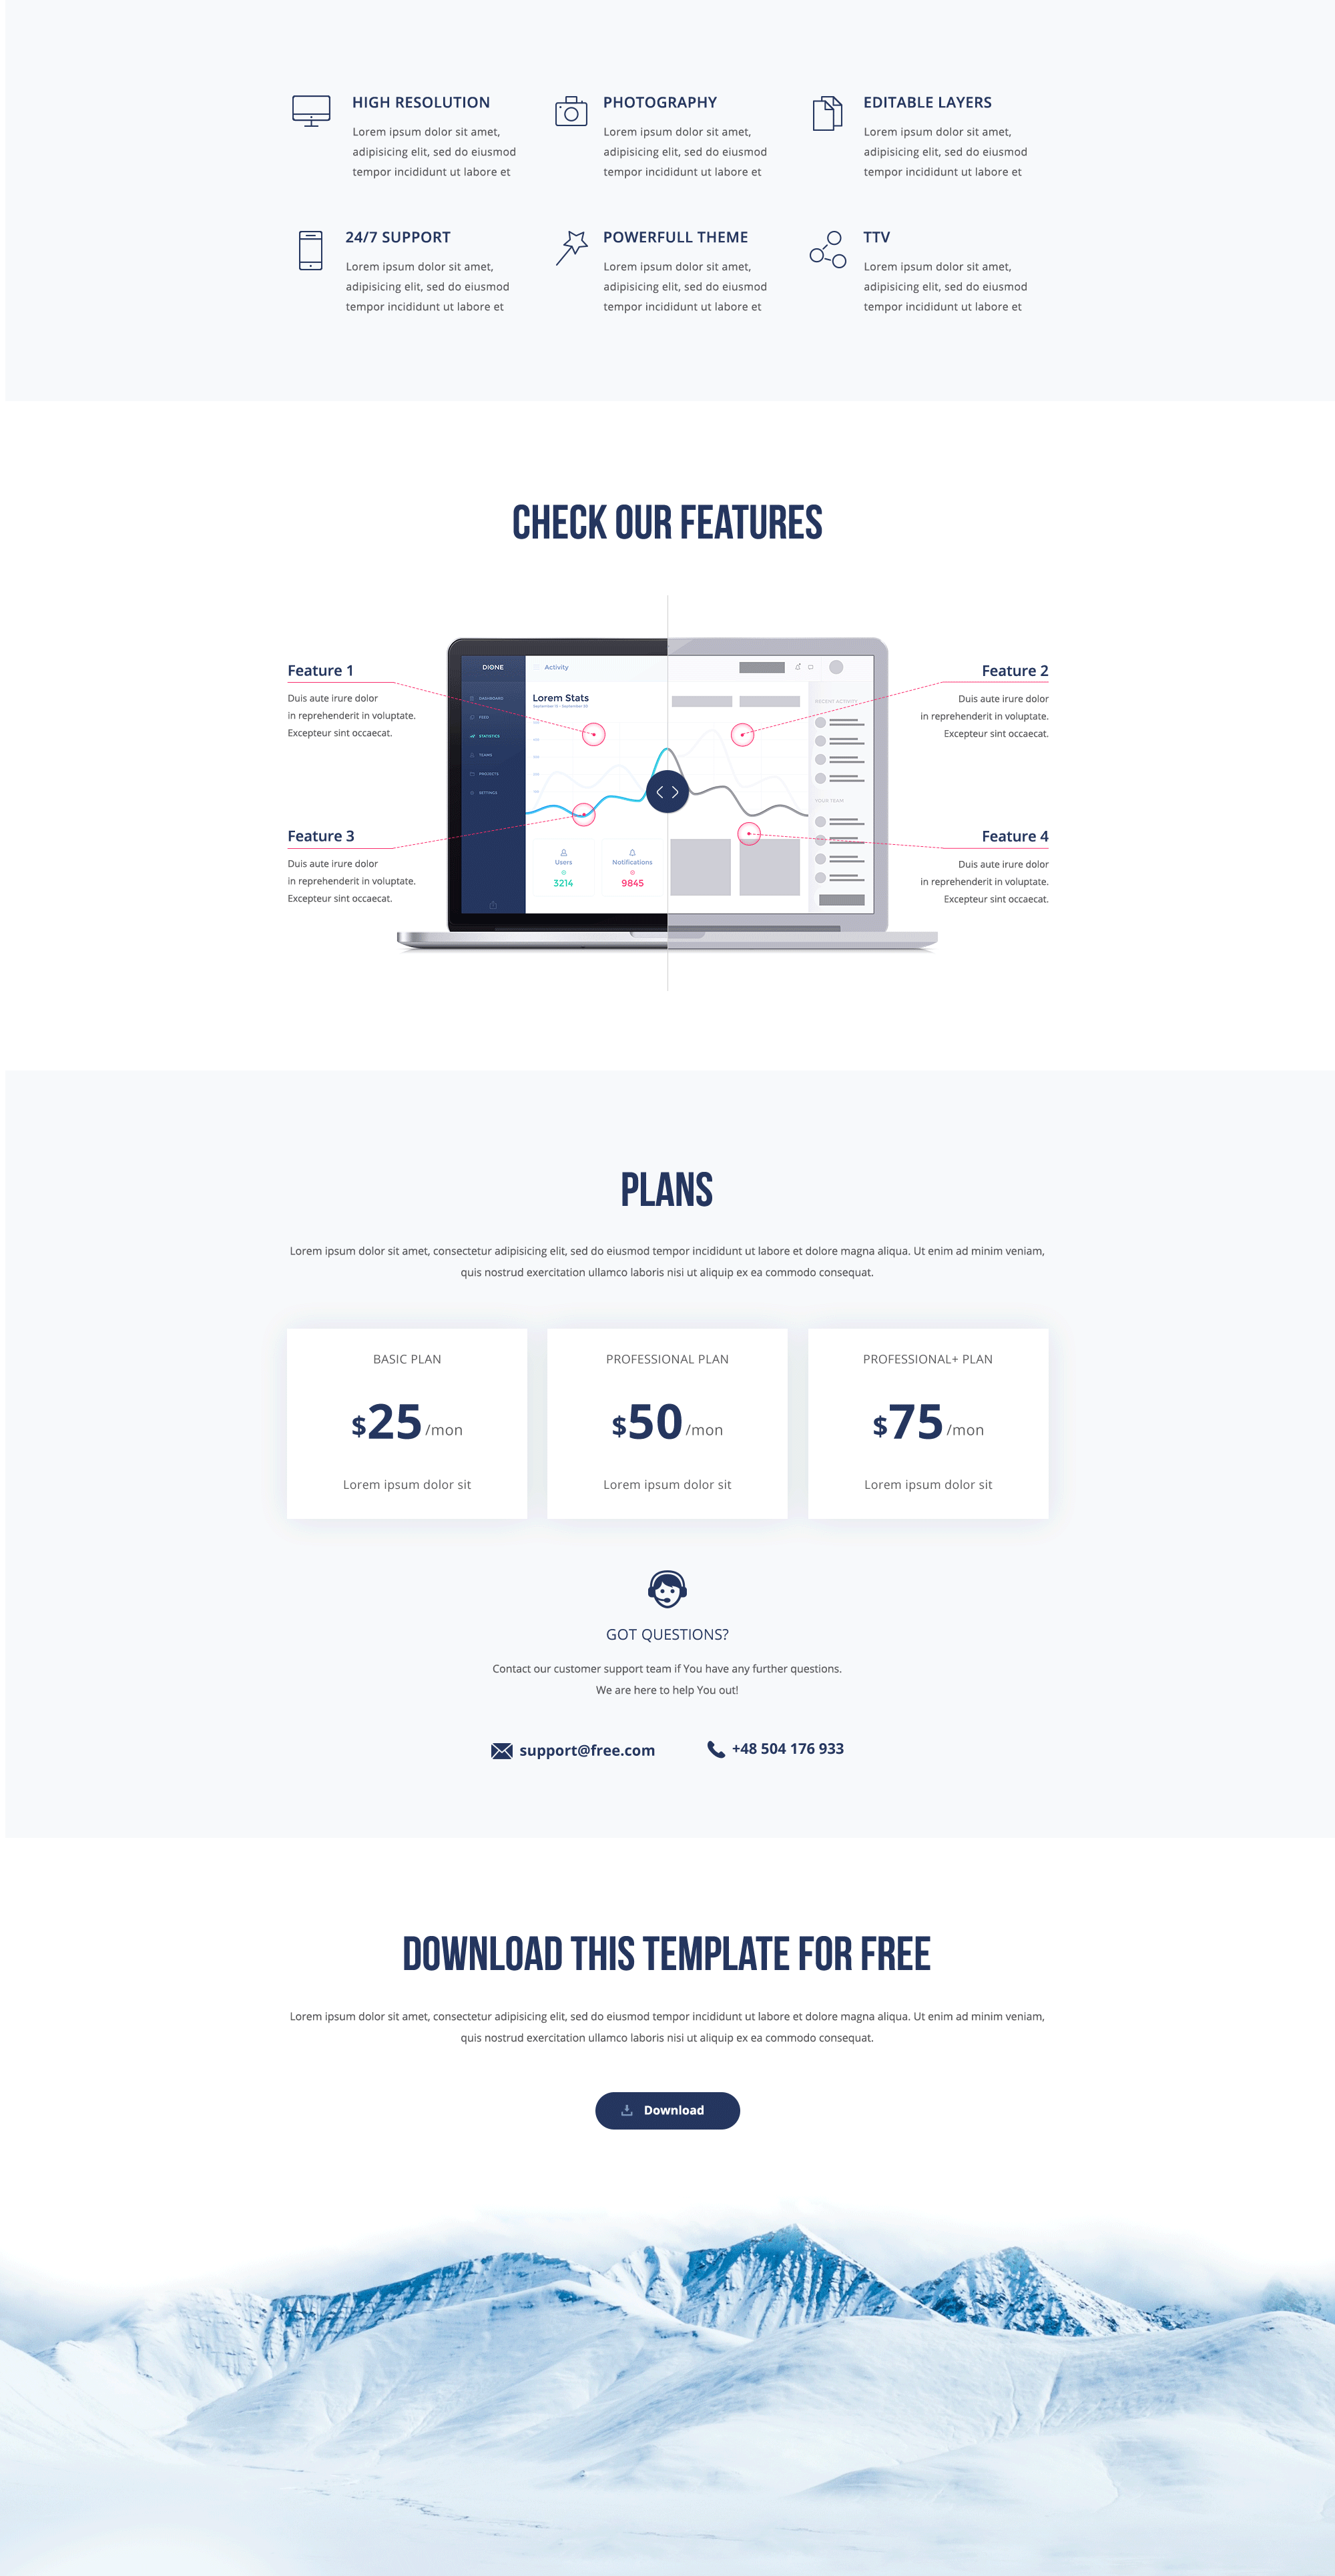 HIGH RESOLUTION
Lorem ipsum dolor sit amet,
adipisicing elit, sed do eiusmod
tempor incididunt ut labore et
PHOTOGRAPHY
Lorem ipsum dolor sit amet,
adipisicing elit, sed do eiusmod
tempor incididunt ut labore et
EDITABLE LAYERS
Lorem ipsum dolor sit amet,
adipisicing elit, sed do eiusmod
tempor incididunt ut labore et
24/7 SUPPORT
Lorem ipsum dolor sit amet,
adipisicing elit, sed do eiusmod
tempor incididunt ut labore et
POWERFULL THEME
Lorem ipsum dolor sit amet,
adipisicing elit, sed do eiusmod
tempor incididunt ut labore et
TTV
Lorem ipsum dolor sit amet,
adipisicing elit, sed do eiusmod
tempor incididunt ut labore et
CHECK OUR FEATURES
Feature 1
Duis aute irure dolor
in reprehenderit in voluptate.
Excepteur sint occaecat.
Feature 3
Duis aute irure dolor
in reprehenderit in voluptate.
Excepteur sint occaecat.
DIONE
DASHBOARD
FEED
STATISTICS
TEAMS
PROJECTS
SETTINGS
Activity
Lorem Stats
Users
3214
Notifications
9845
RECENT ACTIVITY
YOUR TEAM
Feature 2
Duis aute irure dolor
in reprehenderit in voluptate.
Excepteur sint occaecat.
Feature 4
Duis aute irure dolor
in reprehenderit in voluptate.
Excepteur sint occaecat.
PLANS
Lorem ipsum dolor sit amet, consectetur adipisicing elit, sed do eiusmod tempor incididunt ut labore et dolore magna aliqua. Ut enim ad minim veniam,
quis nostrud exercitation ullamco laboris nisi ut aliquip ex ea commodo consequat.
BASIC PLAN
$25/mon
Lorem ipsum dolor sit
PROFESSIONAL PLAN
$50/mon
Lorem ipsum dolor sit
PROFESSIONAL+ PLAN
$75/mon
Lorem ipsum dolor sit
GOT QUESTIONS?
Contact our customer support team if You have any further questions.
We are here to help You out!
support@free.com
+48 504 176 933
DOWNLOAD THIS TEMPLATE FOR FREE
Lorem ipsum dolor sit amet, consectetur adipisicing elit, sed do eiusmod tempor incididunt ut labore et dolore magna aliqua. Ut enim ad minim veniam,
quis nostrud exercitation ullamco laboris nisi ut aliquip ex ea commodo consequat.
Download